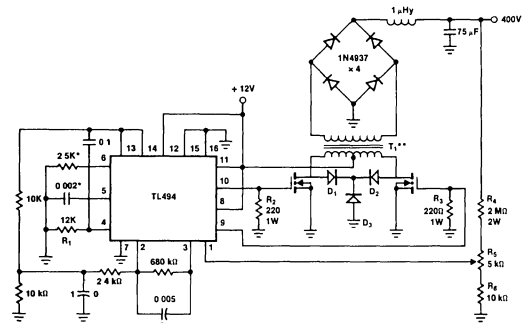 1 μHy
400V
75 μF
1N4937
× 4
+ 12V
T₁**
0 1
13 14 12 15 16
6
11
2 5K*
10
0 002*
5
TL494
8
10K
12K
4
9
R₁
7 2 3 1
R₂
220
1W
D₁
D₂
D₃
R₃
220Ω
1W
R₄
2 MΩ
2W
R₅
5 kΩ
R₆
10 kΩ
2 4 kΩ
680 kΩ
10 kΩ
1 0
0 005